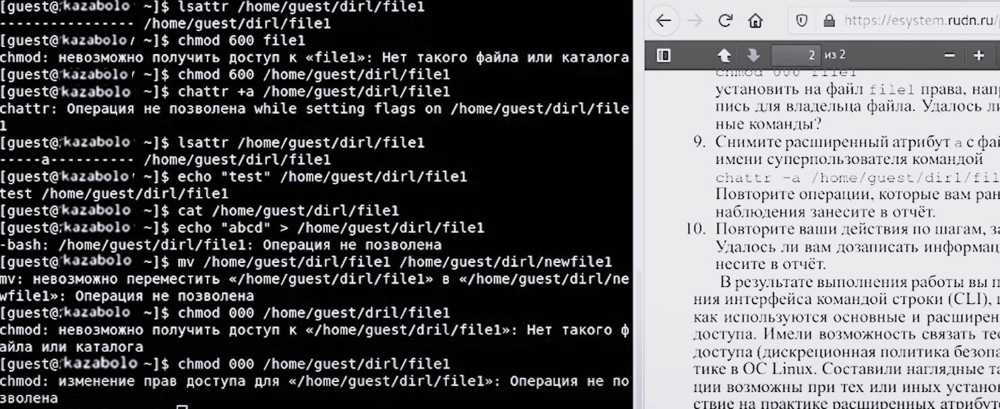 [guest@kazabolo ~]$ lsattr /home/guest/dirl/file1
---------------- /home/guest/dirl/file1
[guest@kazabolo ~]$ chmod 600 file1
chmod: невозможно получить доступ к «file1»: Нет такого файла или каталога
[guest@kazabolo ~]$ chmod 600 /home/guest/dirl/file1
[guest@kazabolo ~]$ chattr +a /home/guest/dirl/file1
chattr: Операция не позволена while setting flags on /home/guest/dirl/file
1
[guest@kazabolo ~]$ lsattr /home/guest/dirl/file1
-----a---------- /home/guest/dirl/file1
[guest@kazabolo ~]$ echo "test" /home/guest/dirl/file1
test /home/guest/dirl/file1
[guest@kazabolo ~]$ cat /home/guest/dirl/file1
[guest@kazabolo ~]$ echo "abcd" > /home/guest/dirl/file1
-bash: /home/guest/dirl/file1: Операция не позволена
[guest@kazabolo ~]$ mv /home/guest/dirl/file1 /home/guest/dirl/newfile1
mv: невозможно переместить «/home/guest/dirl/file1» в «/home/guest/dirl/ne
wfile1»: Операция не позволена
[guest@kazabolo ~]$ chmod 000 /home/guest/dril/file1
chmod: невозможно получить доступ к «/home/guest/dril/file1»: Нет такого ф
айла или каталога
[guest@kazabolo ~]$ chmod 000 /home/guest/dirl/file1
chmod: изменение прав доступа для «/home/guest/dirl/file1»: Операция не по
зволена
https://esystem.rudn.ru/
2 из 2
chmod 000 file1
установить на файл file1 права, нап
пись для владельца файла. Удалось ли
ные команды?
9. Снимите расширенный атрибут a с фай
имени суперпользователя командой
chattr -a /home/guest/dir1/fil
Повторите операции, которые вам ран
наблюдения занесите в отчёт.
10. Повторите ваши действия по шагам, за
Удалось ли вам дозаписать информац
несите в отчёт.
В результате выполнения работы вы п
ния интерфейса командой строки (CLI),
как используются основные и расширен
доступа. Имели возможность связать те
доступа (дискреционная политика безопа
тике в ОС Linux. Составили наглядные та
ции возможны при тех или иных установ
ствие на практике расширенных атрибуто